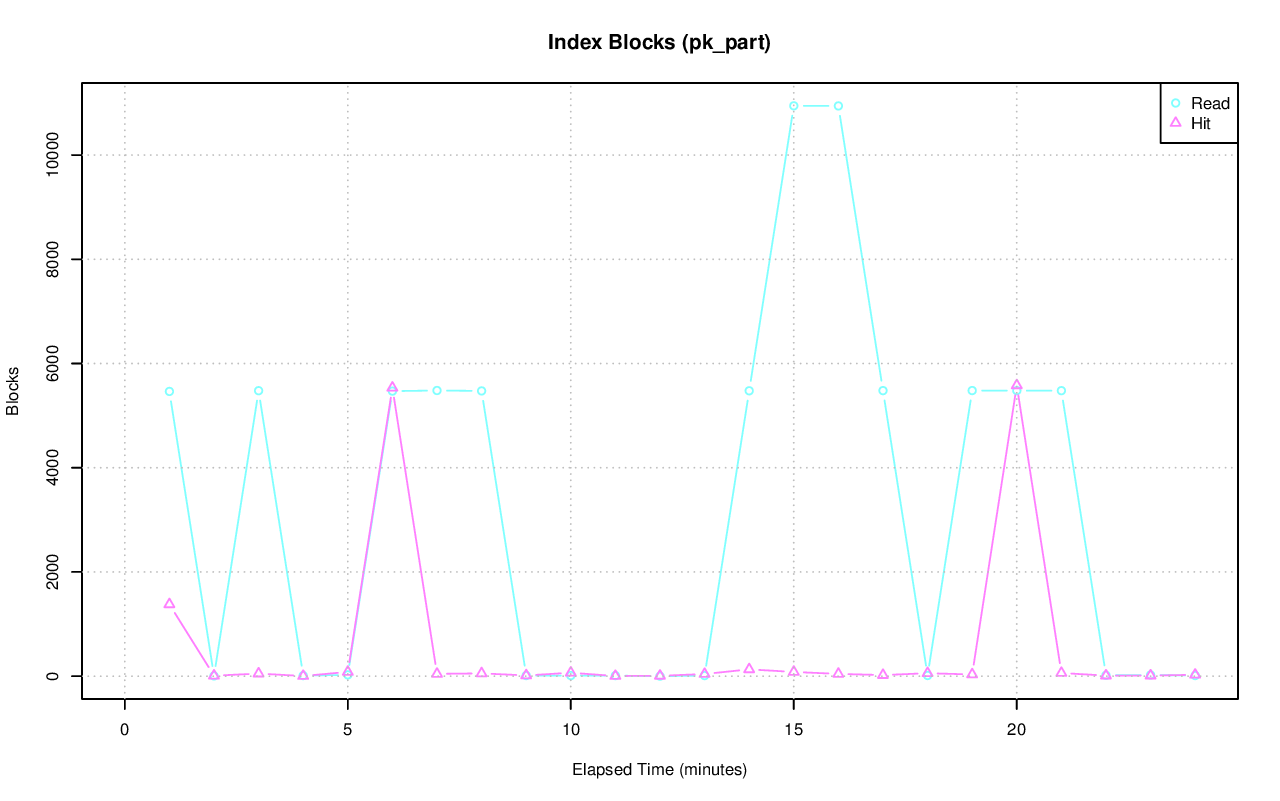 Index Blocks (pk_part)
Read
Hit
Blocks
10000
8000
6000
4000
2000
0
0 5 10 15 20
Elapsed Time (minutes)